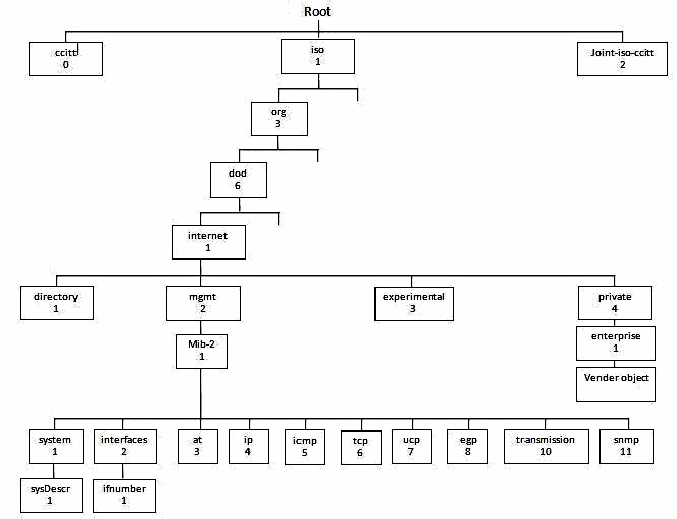 Root
ccitt
0
iso
1
Joint-iso-ccitt
2
org
3
dod
6
internet
1
directory
1
mgmt
2
experimental
3
private
4
enterprise
1
Mib-2
1
Vender object
system
1
interfaces
2
at
3
ip
4
icmp
5
tcp
6
ucp
7
egp
8
transmission
10
snmp
11
sysDescr
1
ifnumber
1